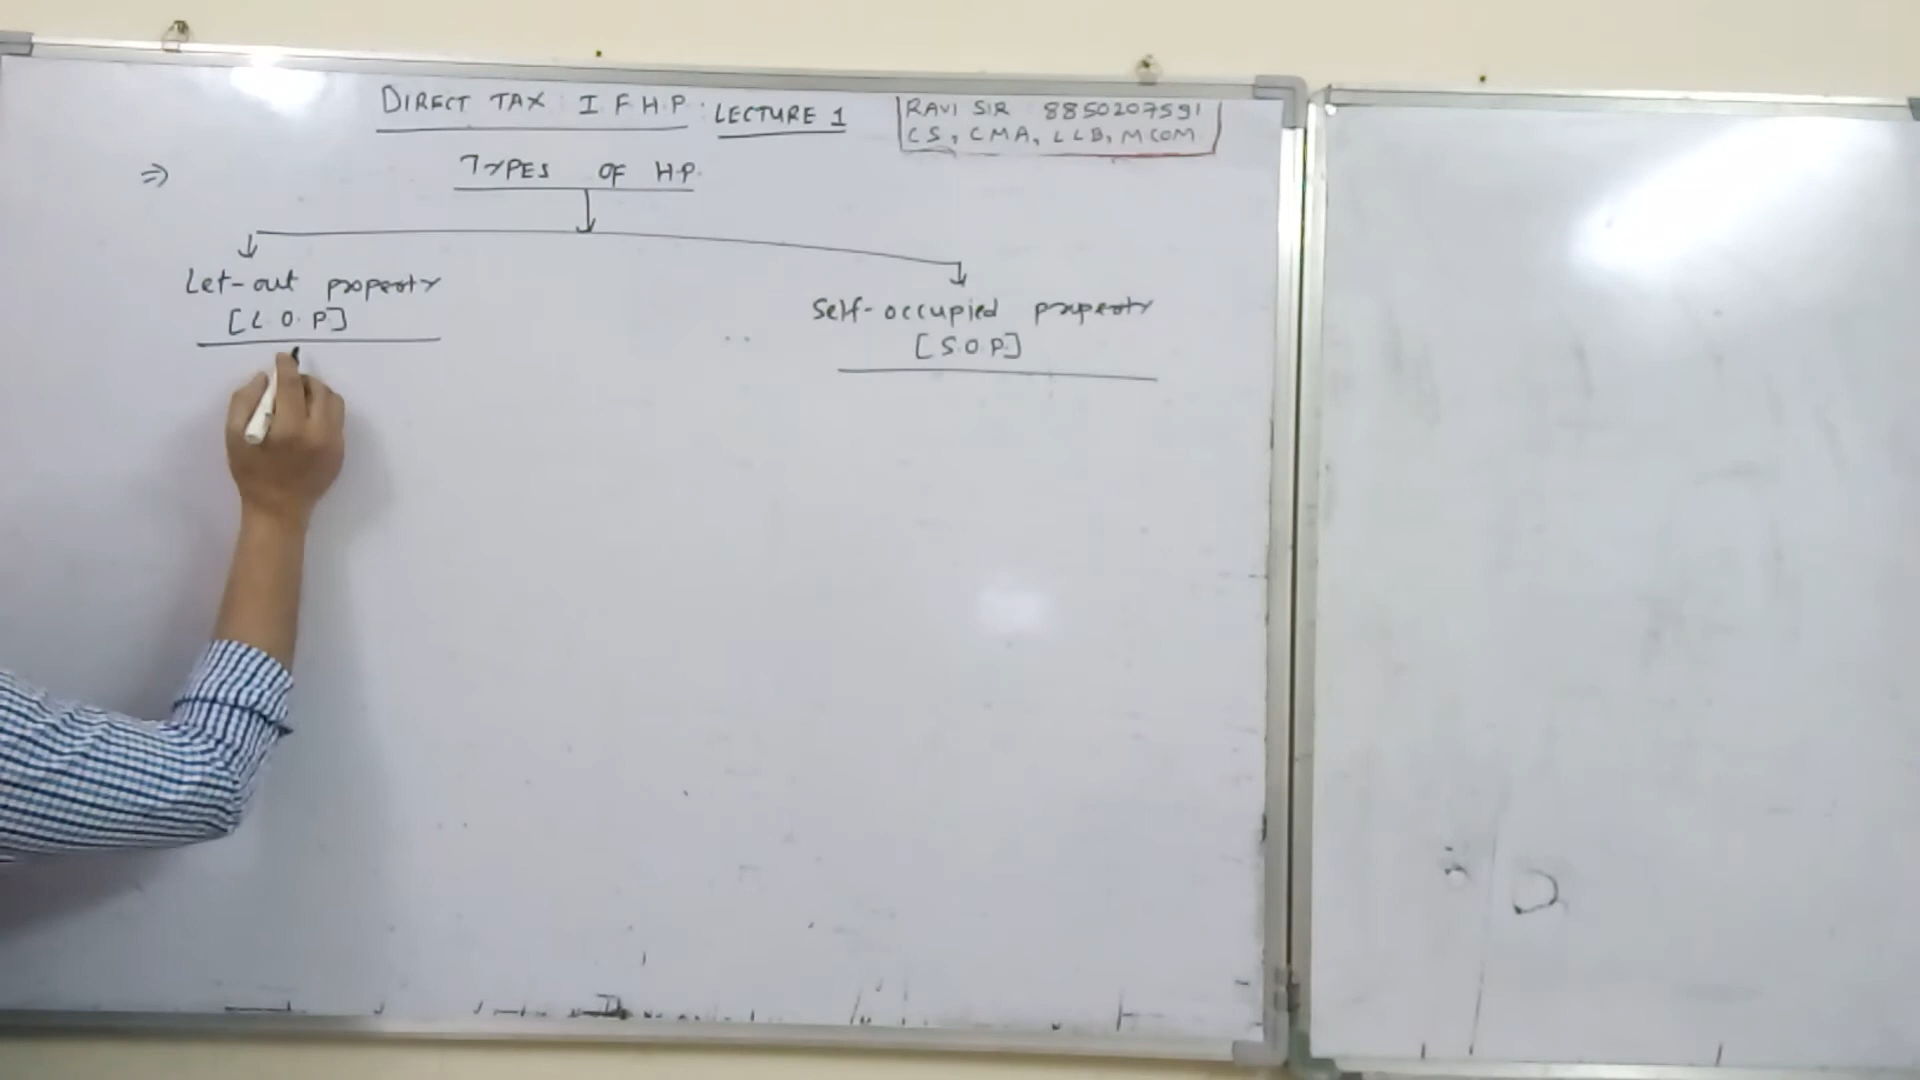 DIRECT TAX : I F.H.P : LECTURE 1
RAVI SIR 8850207591
CS, CMA, LLB, MCOM
⇒ TYPES OF H.P.
Let-out property
[L.O.P]
Self-occupied property
[S.O.P]